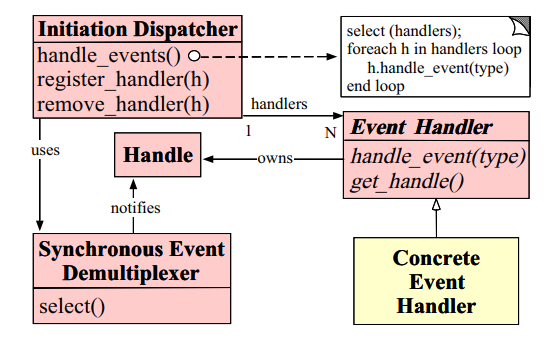 Initiation Dispatcher
handle_events()
register_handler(h)
remove_handler(h)
select (handlers);
foreach h in handlers loop
h.handle_event(type)
end loop
handlers
1
N
uses
Handle
owns
Event Handler
handle_event(type)
get_handle()
notifies
Synchronous Event
Demultiplexer
select()
Concrete
Event
Handler